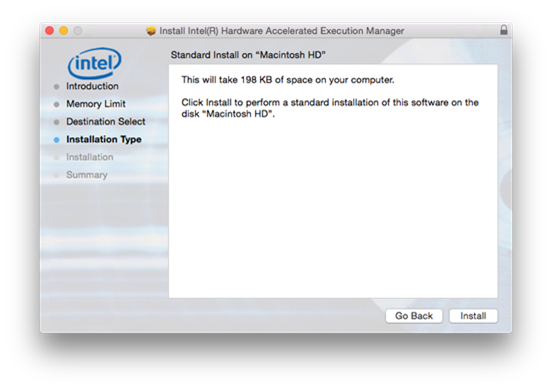 Install Intel(R) Hardware Accelerated Execution Manager
intel
Standard Install on “Macintosh HD”
Introduction
Memory Limit
Destination Select
Installation Type
Installation
Summary
This will take 198 KB of space on your computer.
Click Install to perform a standard installation of this software on the
disk “Macintosh HD”.
Go Back
Install